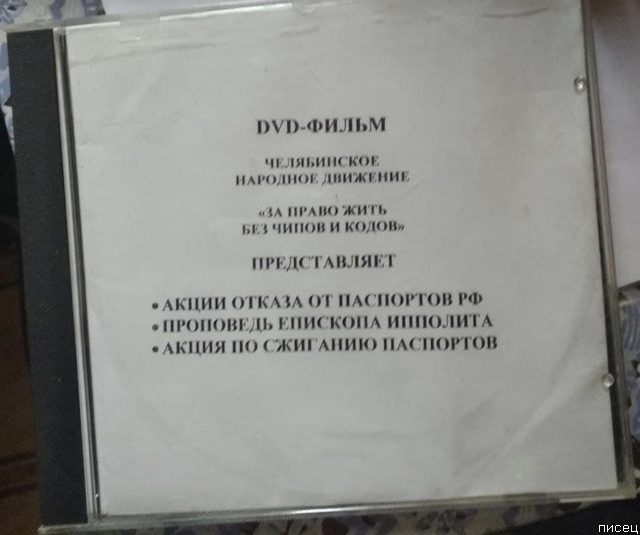 DVD-ФИЛЬМ
ЧЕЛЯБИНСКОЕ
НАРОДНОЕ ДВИЖЕНИЕ
«ЗА ПРАВО ЖИТЬ
БЕЗ ЧИПОВ И КОДОВ»
ПРЕДСТАВЛЯЕТ
• АКЦИИ ОТКАЗА ОТ ПАСПОРТОВ РФ
• ПРОПОВЕДЬ ЕПИСКОПА ИППОЛИТА
• АКЦИЯ ПО СЖИГАНИЮ ПАСПОРТОВ
писец